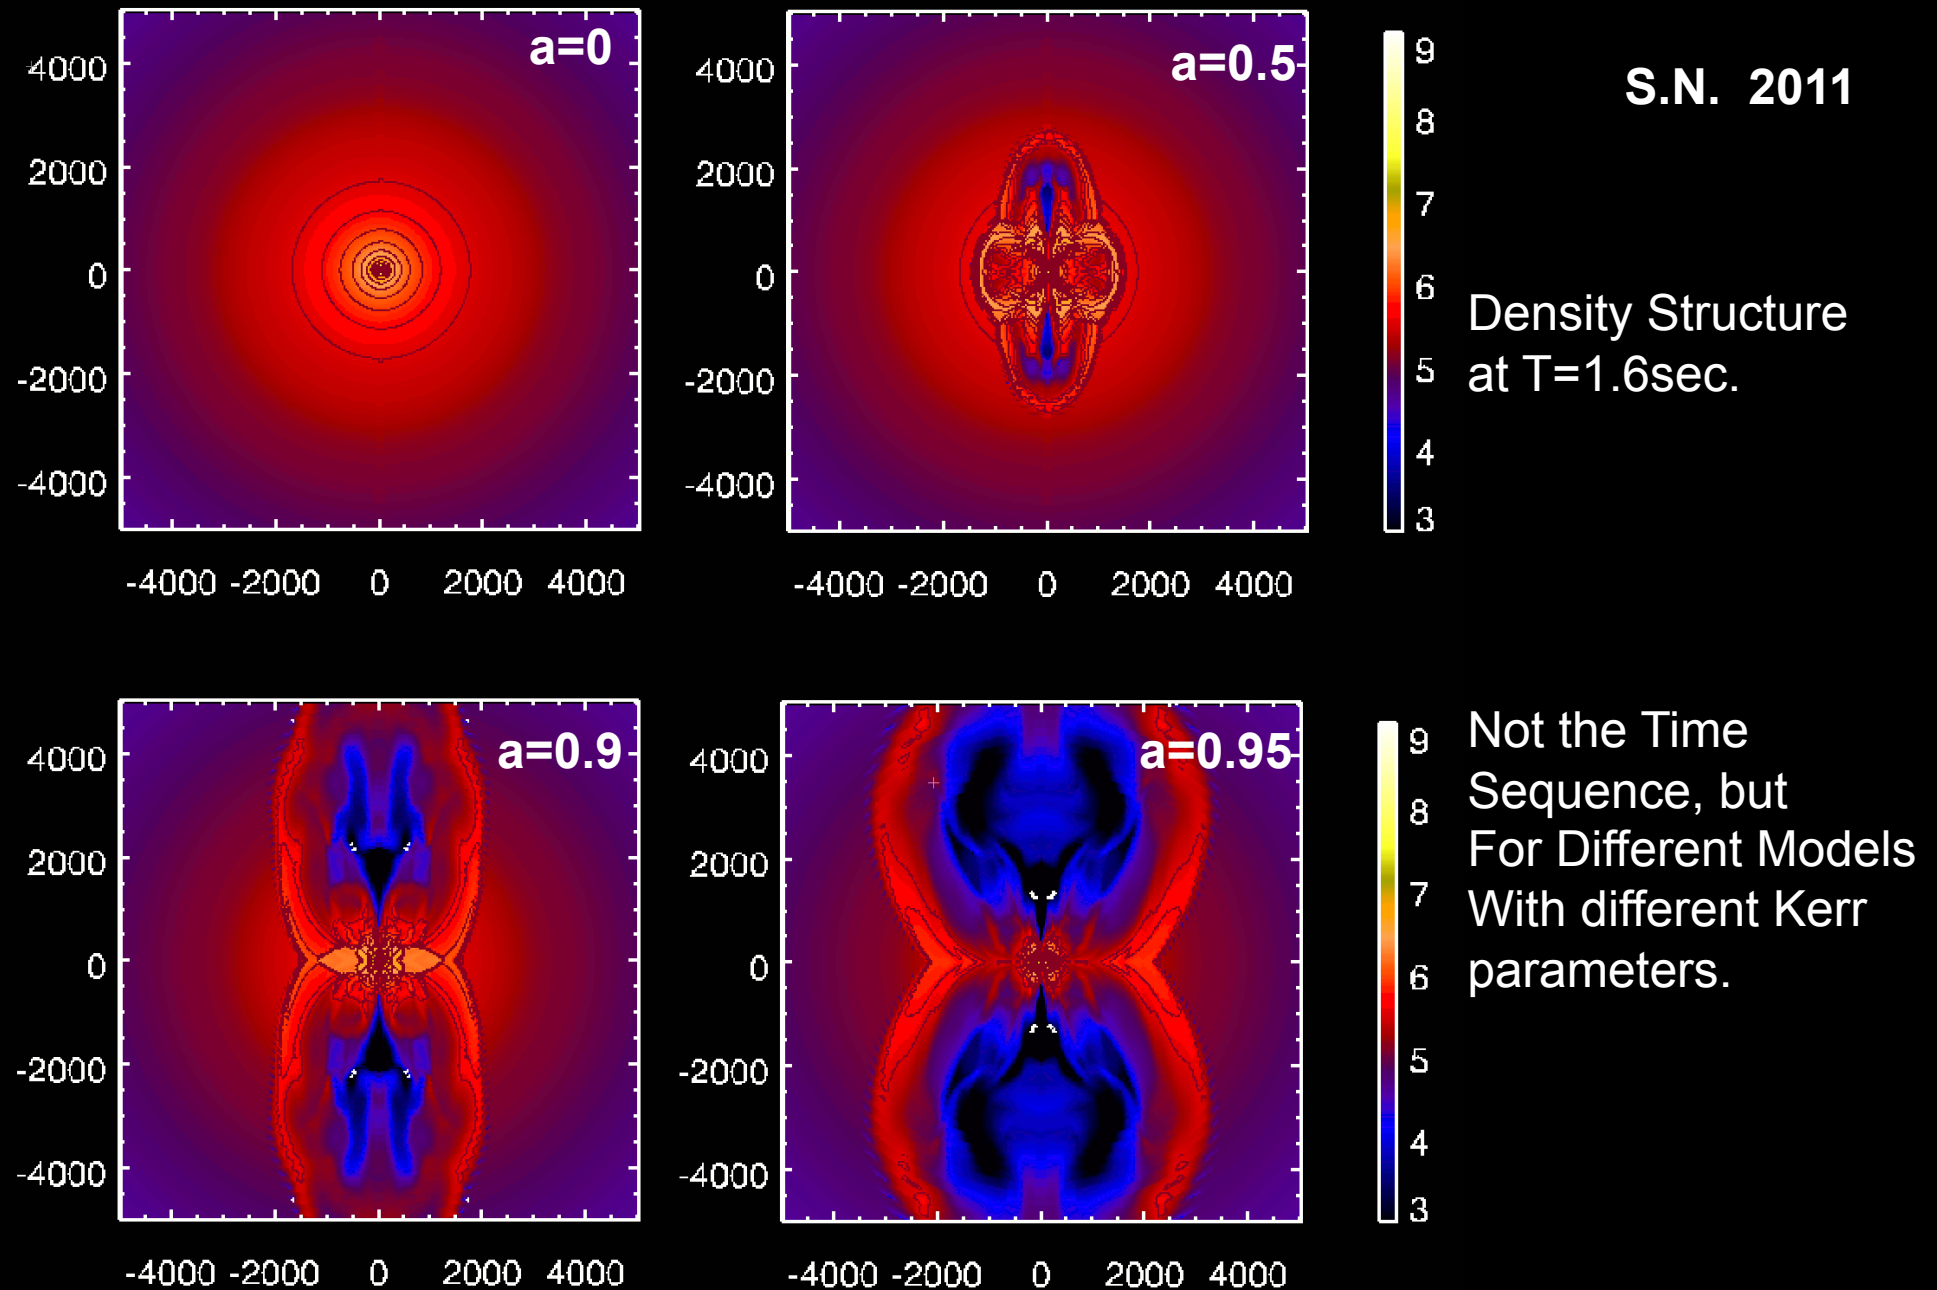 a=0
4000
2000
0
-2000
-4000
-4000 -2000 0 2000 4000
a=0.5
4000
2000
0
-2000
-4000
-4000 -2000 0 2000 4000
9
8
7
6
5
4
3
S.N. 2011
Density Structure
at T=1.6sec.
a=0.9
4000
2000
0
-2000
-4000
-4000 -2000 0 2000 4000
a=0.95
4000
2000
0
-2000
-4000
-4000 -2000 0 2000 4000
9
8
7
6
5
4
3
Not the Time
Sequence, but
For Different Models
With different Kerr
parameters.